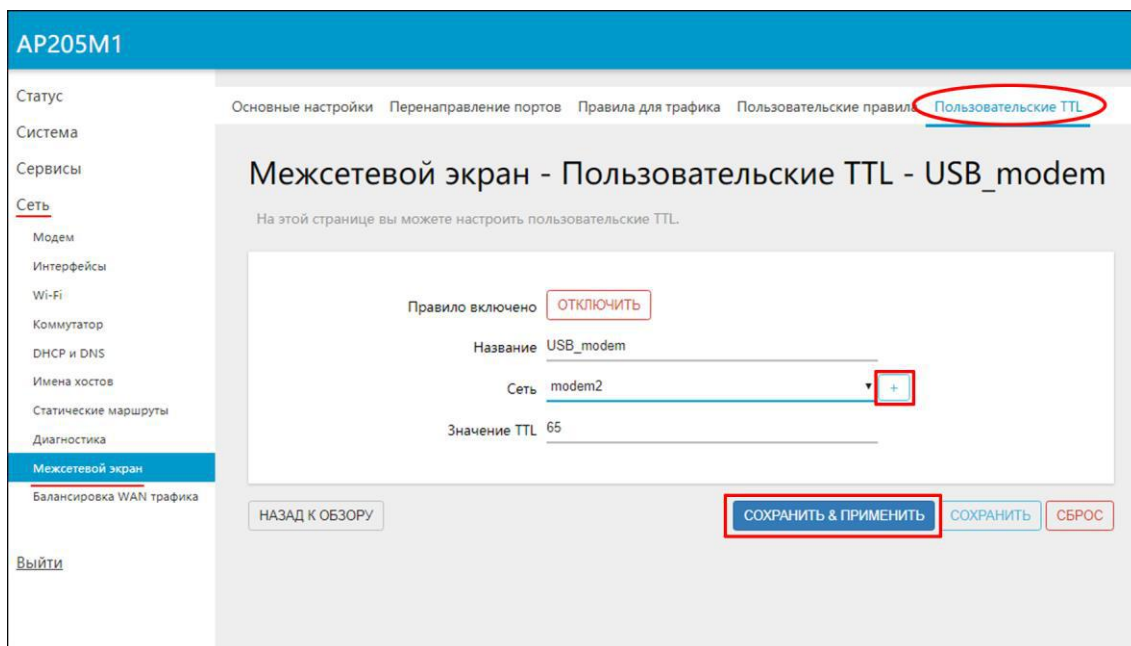 AP205M1
Статус
Система
Сервисы
Сеть
Модем
Интерфейсы
Wi-Fi
Коммутатор
DHCP и DNS
Имена хостов
Статические маршруты
Диагностика
Межсетевой экран
Балансировка WAN трафика
Выйти
Основные настройки Перенаправление портов Правила для трафика Пользовательские правила Пользовательские TTL
Межсетевой экран - Пользовательские TTL - USB_modem
На этой странице вы можете настроить пользовательские TTL.
Правило включено ОТКЛЮЧИТЬ
Название USB_modem
Сеть modem2 +
Значение TTL 65
НАЗАД К ОБЗОРУ СОХРАНИТЬ & ПРИМЕНИТЬ СОХРАНИТЬ СБРОС